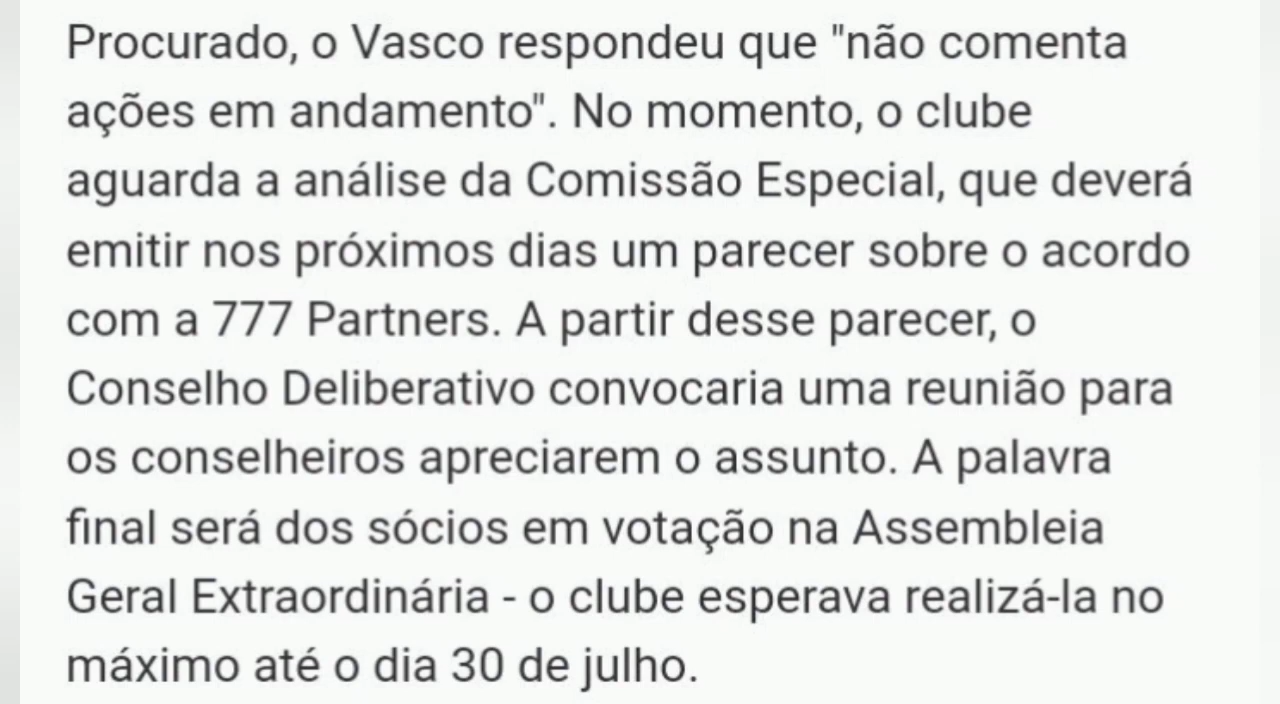 Procurado, o Vasco respondeu que "não comenta
ações em andamento". No momento, o clube
aguarda a análise da Comissão Especial, que deverá
emitir nos próximos dias um parecer sobre o acordo
com a 777 Partners. A partir desse parecer, o
Conselho Deliberativo convocaria uma reunião para
os conselheiros apreciarem o assunto. A palavra
final será dos sócios em votação na Assembleia
Geral Extraordinária - o clube esperava realizá-la no
máximo até o dia 30 de julho.